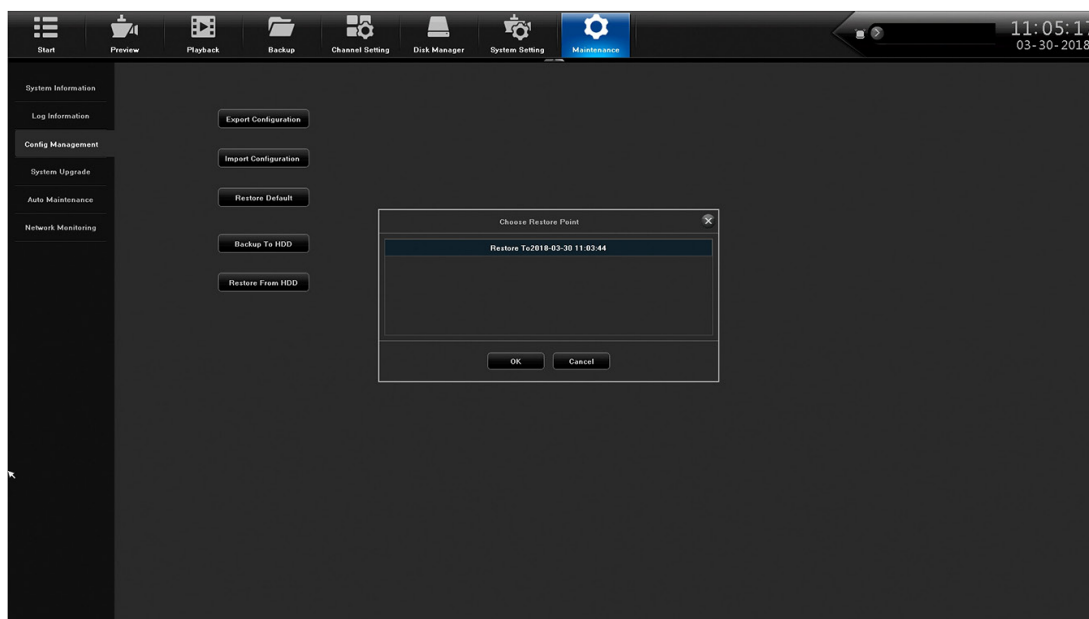 Start Preview Playback Backup Channel Setting Disk Manager System Setting Maintenance
11:05:17
03-30-2018
System Information
Log Information
Config Management
System Upgrade
Auto Maintenance
Network Monitoring
Export Configuration
Import Configuration
Restore Default
Backup To HDD
Restore From HDD
Choose Restore Point
Restore To2018-03-30 11:03:44
OK Cancel